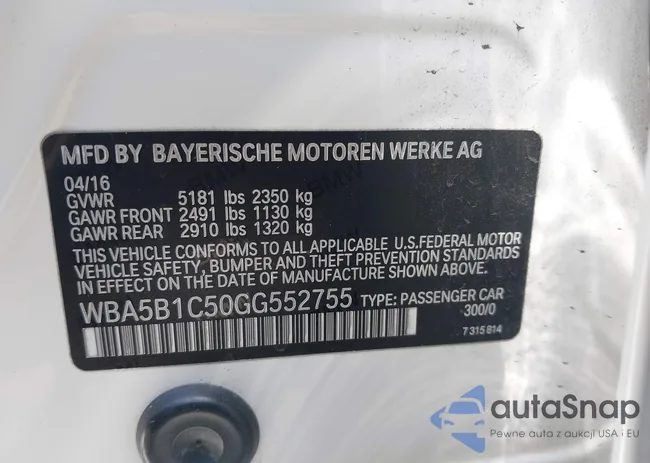 MFD BY BAYERISCHE MOTOREN WERKE AG
04/16
GVWR 5181 lbs 2350 kg
GAWR FRONT 2491 lbs 1130 kg
GAWR REAR 2910 lbs 1320 kg
THIS VEHICLE CONFORMS TO ALL APPLICABLE U.S.FEDERAL MOTOR
VEHICLE SAFETY, BUMPER AND THEFT PREVENTION STANDARDS
IN EFFECT ON THE DATE OF MANUFACTURE SHOWN ABOVE.
WBA5B1C50GG552755 TYPE: PASSENGER CAR
300/0
7315814
autaSnap
Pewne auta z aukcji USA i EU